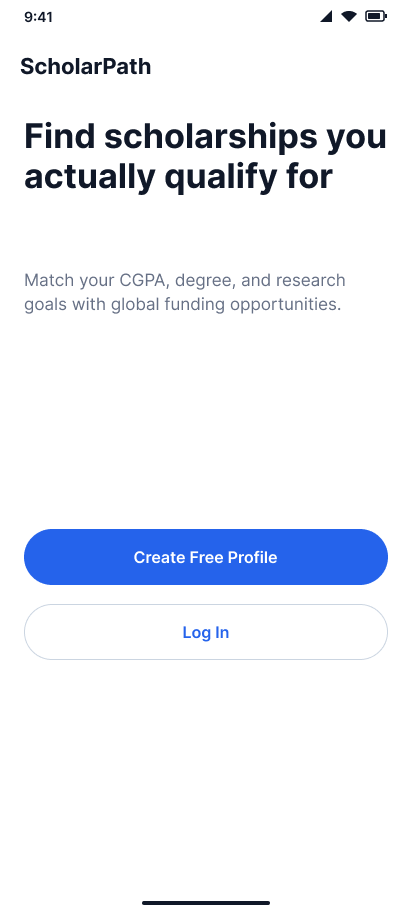 9:41
ScholarPath
Find scholarships you
actually qualify for
Match your CGPA, degree, and research
goals with global funding opportunities.
Create Free Profile
Log In